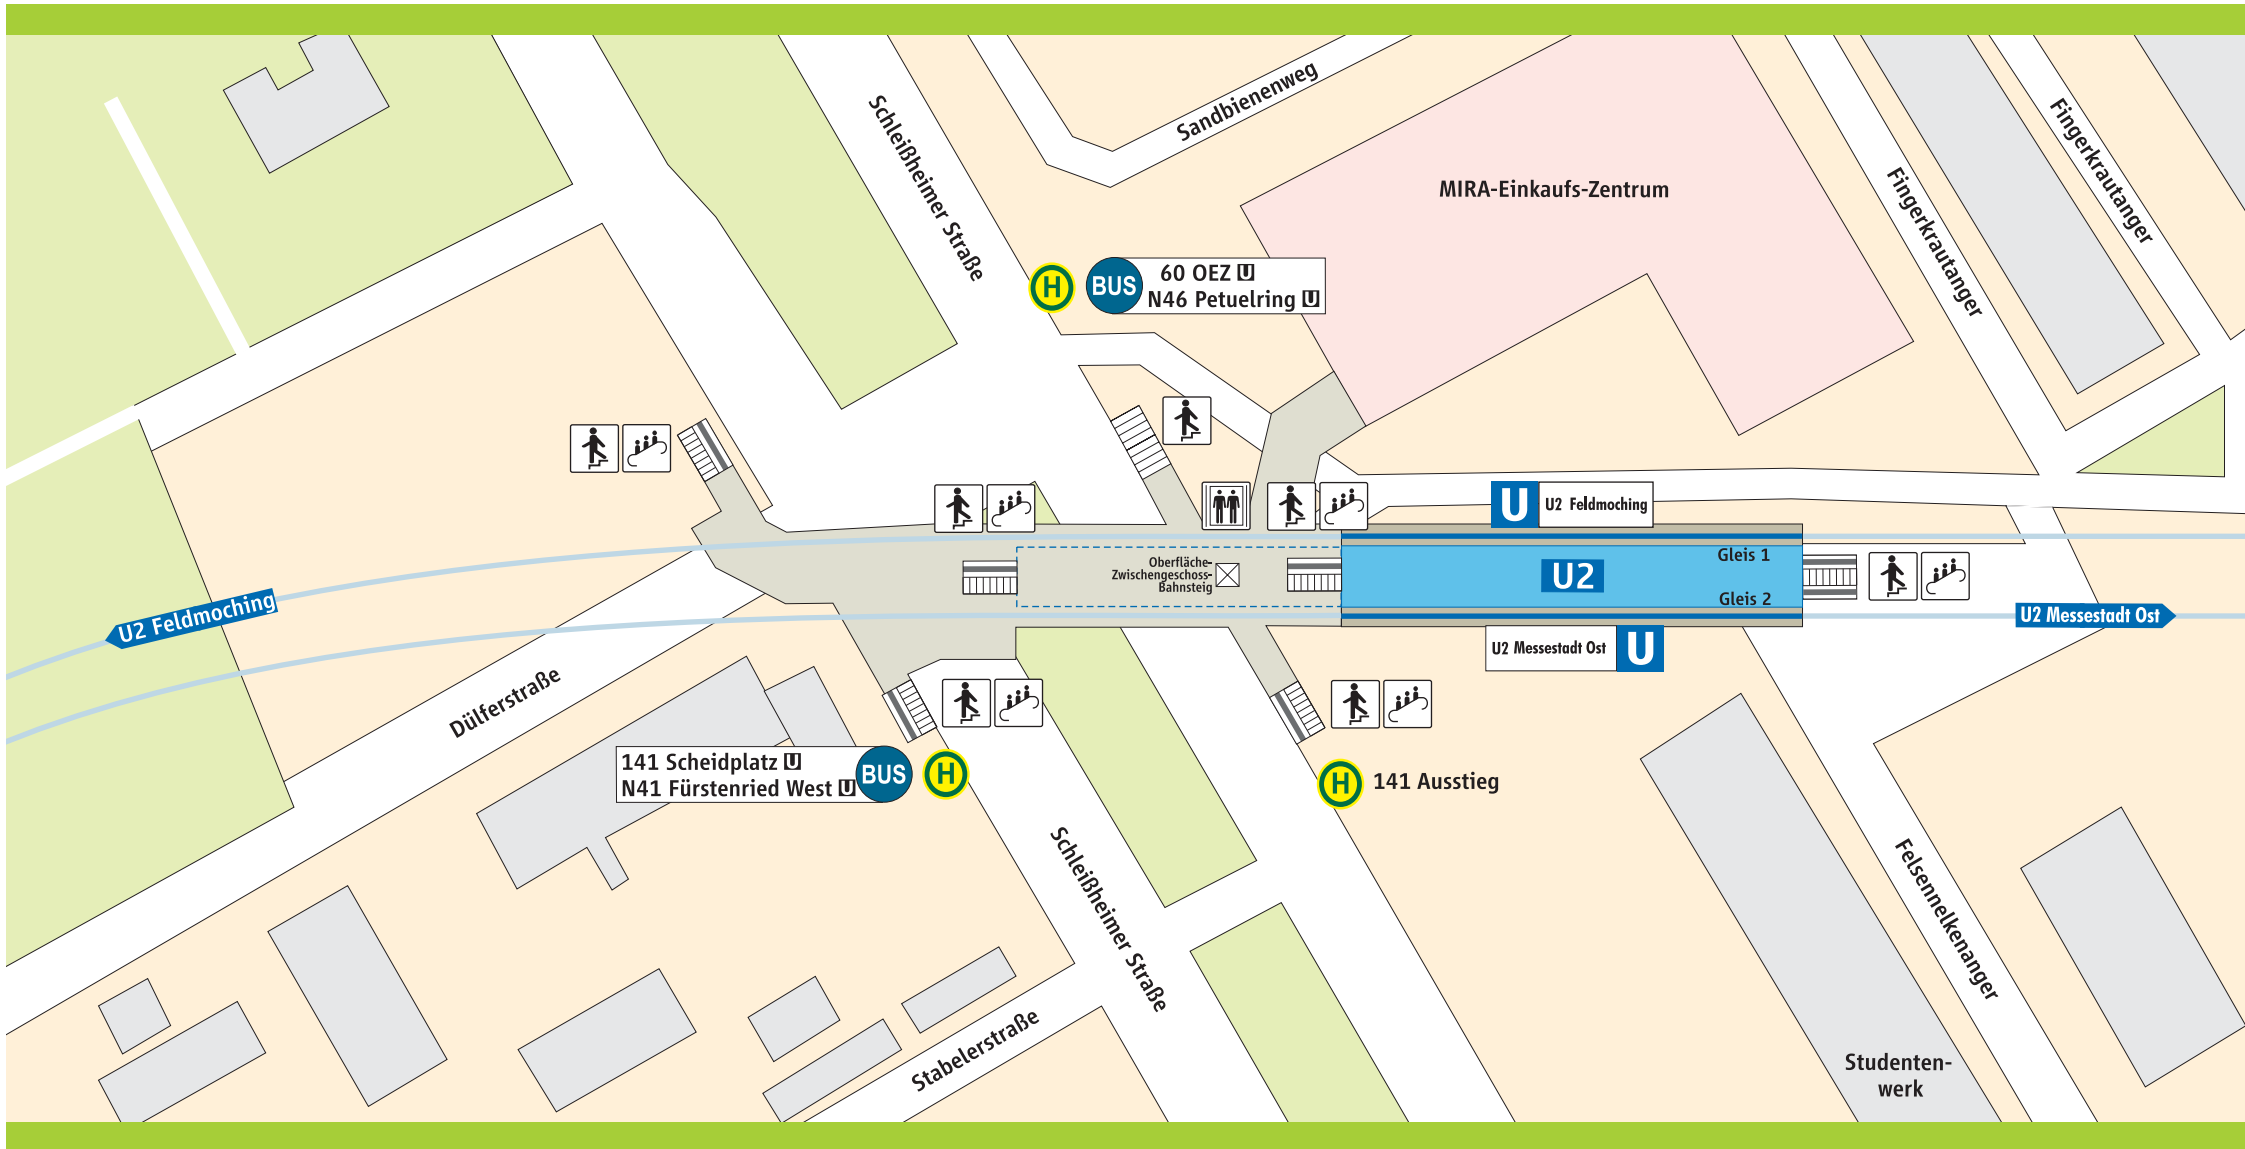 Sandbienenweg
Schleißheimer Straße
MIRA-Einkaufs-Zentrum
Fingerkrautanger
Fingerkrautanger
H
BUS
60 OEZ U
N46 Petuelring U
U
U2 Feldmoching
Oberfläche-
Zwischengeschoss-
Bahnsteig
Gleis 1
U2
Gleis 2
U2 Feldmoching
U2 Messestadt Ost
U2 Messestadt Ost
U
Dülferstraße
141 Scheidplatz U
N41 Fürstenried West U
BUS
H
H
141 Ausstieg
Schleißheimer Straße
Felsennelkenanger
Stabelerstraße
Studenten-
werk